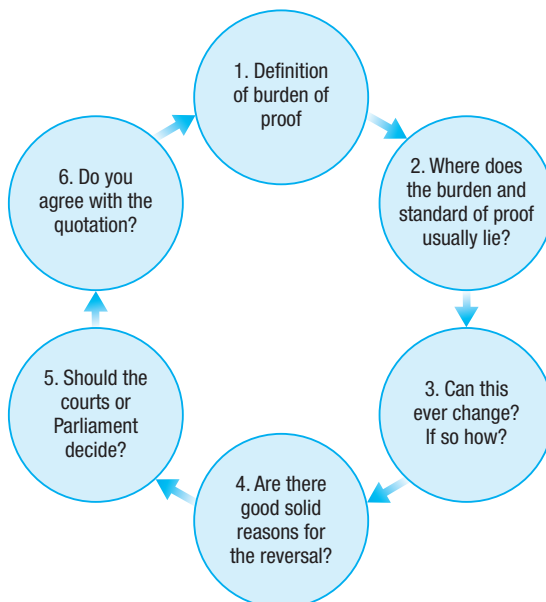 1. Definition
of burden of
proof
2. Where does
the burden and
standard of proof
usually lie?
3. Can this
ever change?
If so how?
4. Are there
good solid
reasons for
the reversal?
5. Should the
courts or
Parliament
decide?
6. Do you
agree with the
quotation?